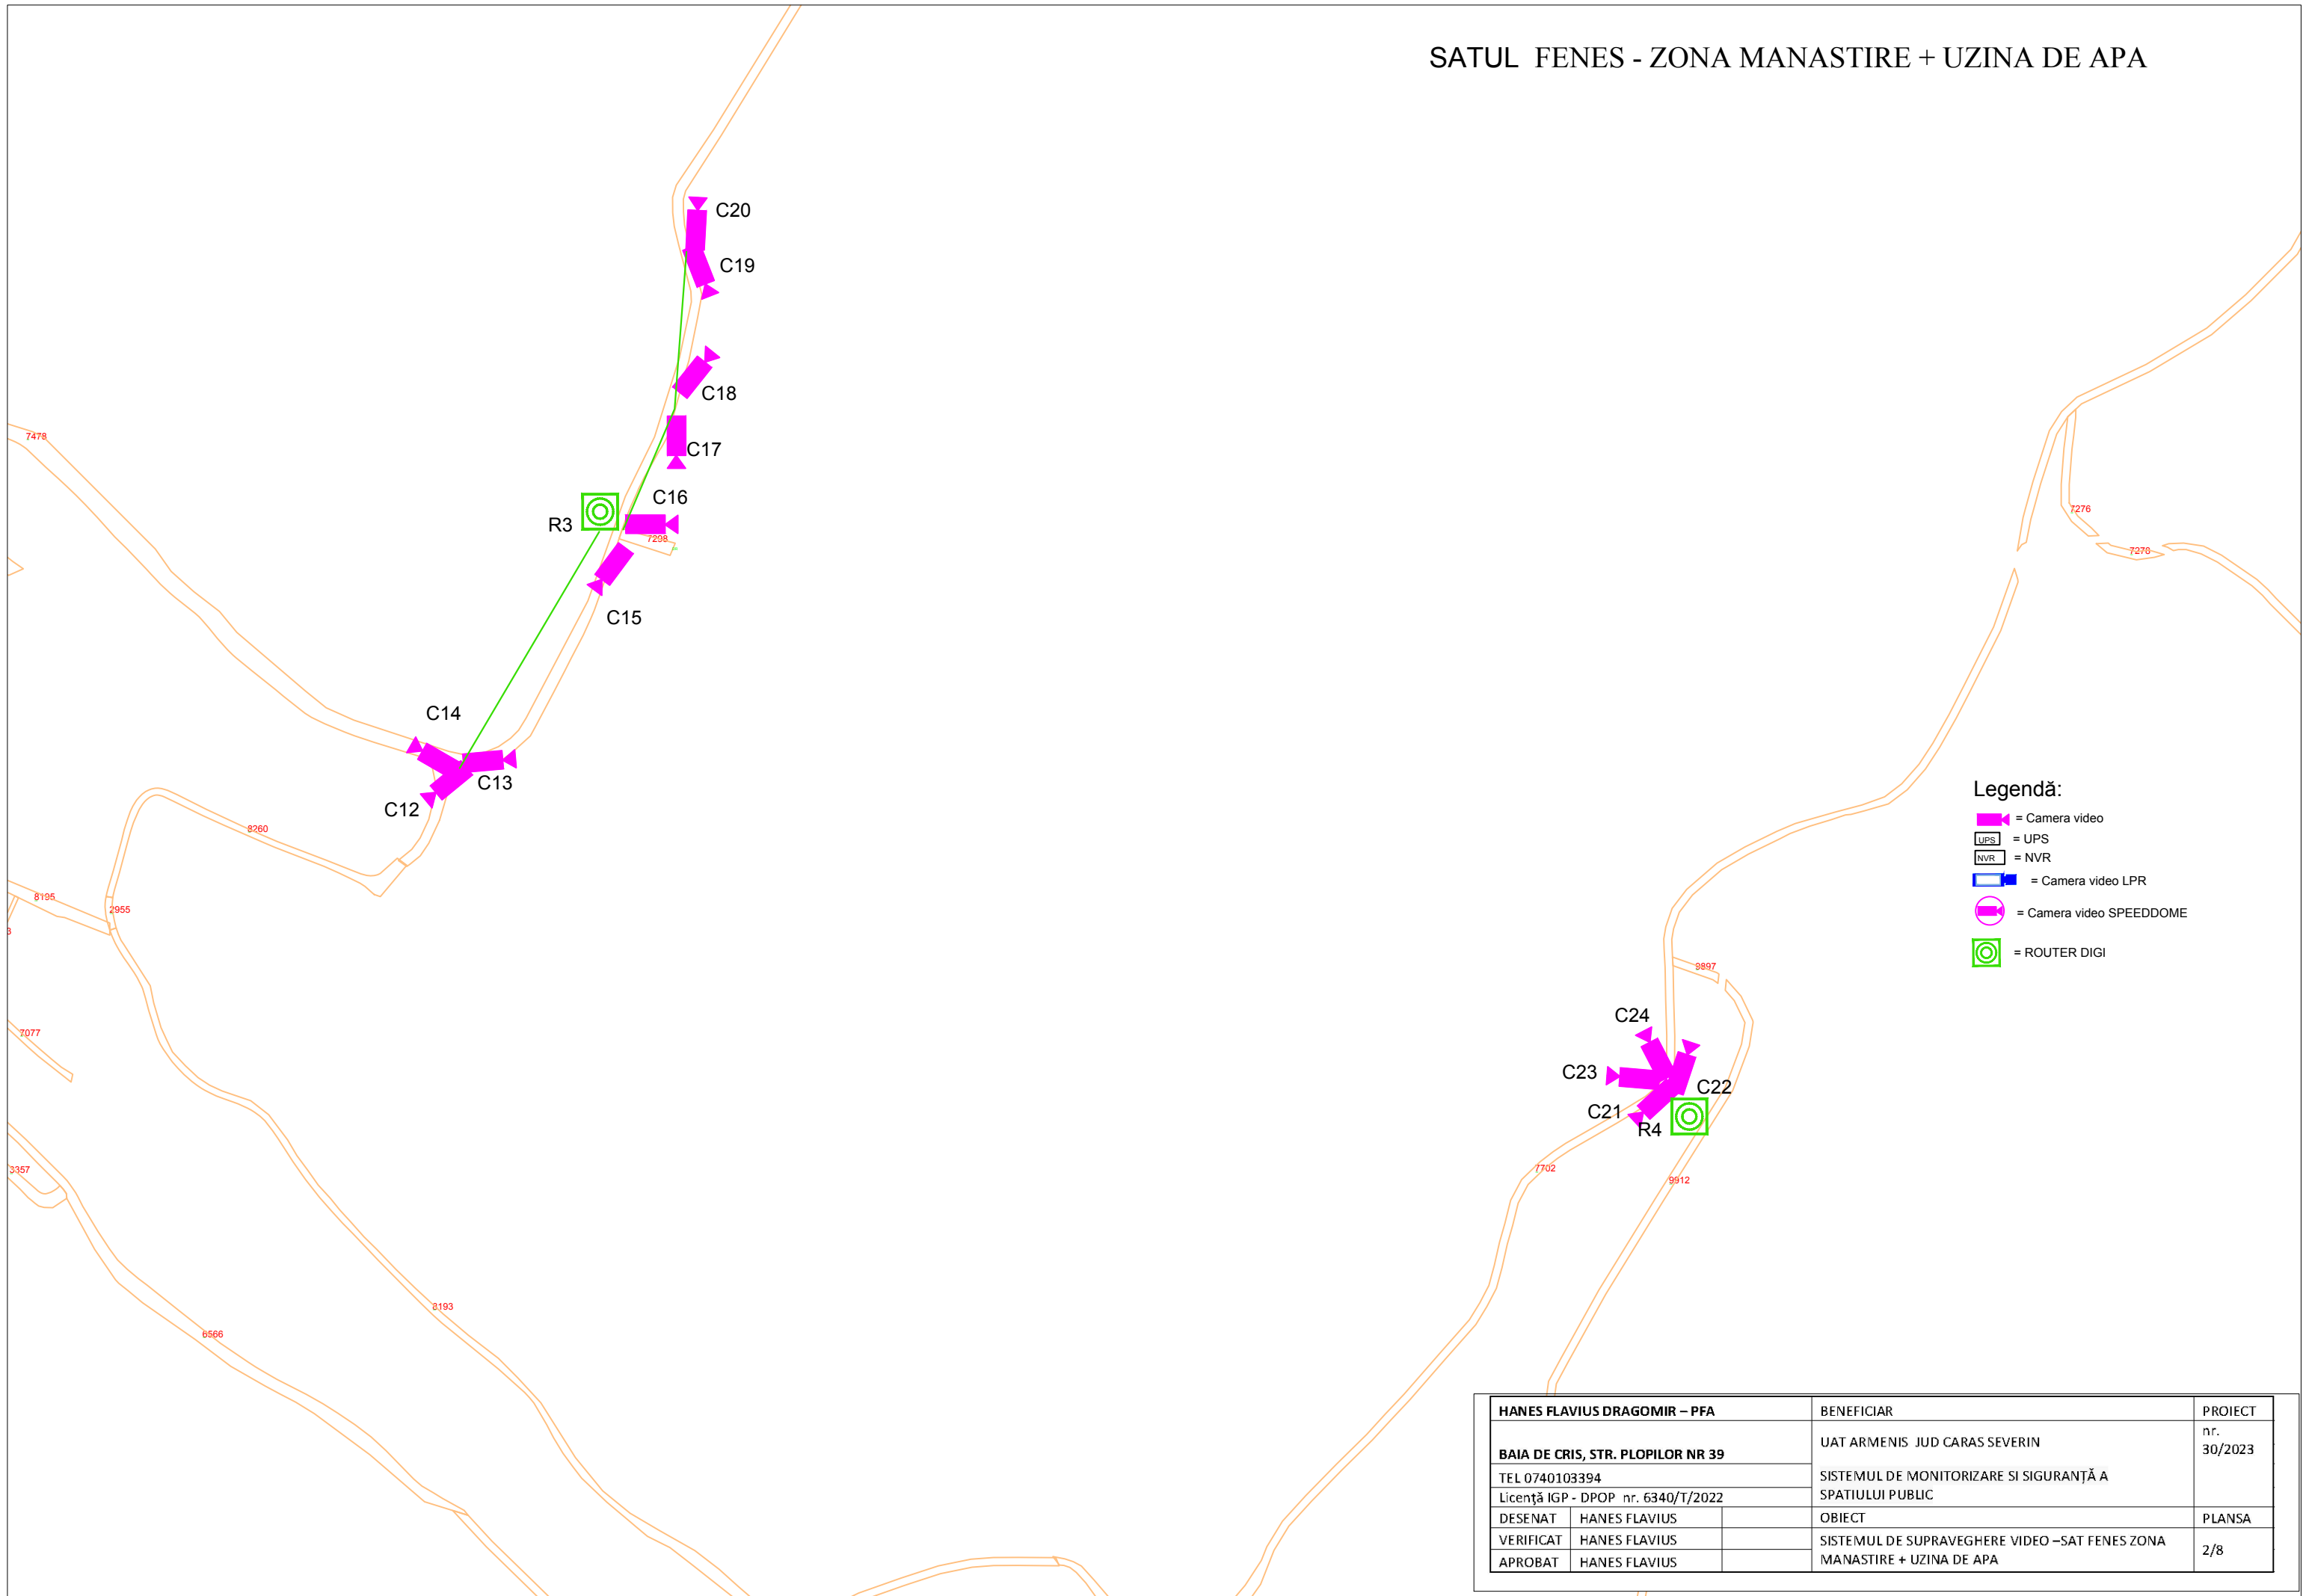 SATUL FENES - ZONA MANASTIRE + UZINA DE APA
C20
C19
C18
C17
7478
C16
R3
7298
7276
7278
C15
C14
C13
C12
8260
Legendă:
= Camera video
UPS = UPS
NVR = NVR
= Camera video LPR
= Camera video SPEEDDOME
= ROUTER DIGI
8195
2955
3
9897
7077
C24
C23
C22
C21
R4
3357
7702
9912
8193
6566
HANES FLAVIUS DRAGOMIR – PFA
BENEFICIAR
PROIECT
nr.
30/2023
BAIA DE CRIS, STR. PLOPILOR NR 39
UAT ARMENIS JUD CARAS SEVERIN
TEL 0740103394
SISTEMUL DE MONITORIZARE SI SIGURANȚĂ A
SPATIULUI PUBLIC
Licență IGP - DPOP nr. 6340/T/2022
DESENAT HANES FLAVIUS
OBIECT
PLANSA
VERIFICAT HANES FLAVIUS
SISTEMUL DE SUPRAVEGHERE VIDEO –SAT FENES ZONA
MANASTIRE + UZINA DE APA
2/8
APROBAT HANES FLAVIUS